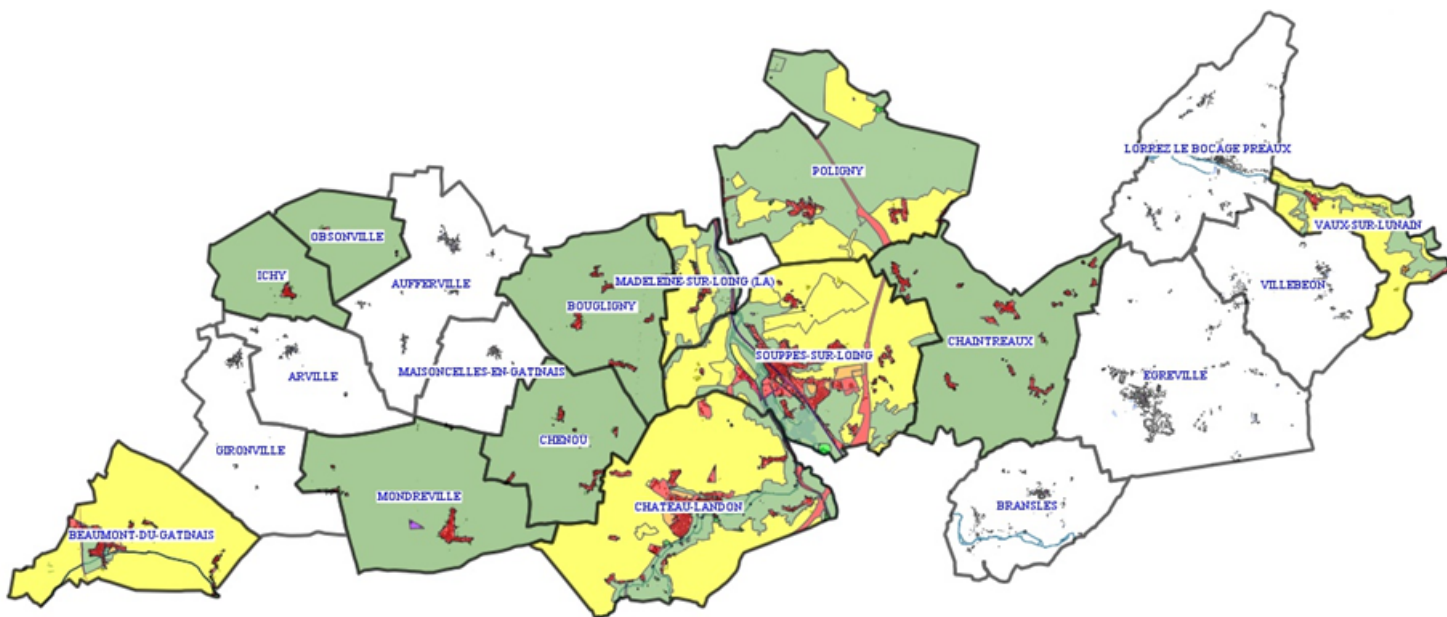 LORREZ LE BOCAGE PREAUX
POLIGNY
VAUX-SUR-LUNAIN
OBSONVILLE
ICHY
AUFFERVILLE
MADELEINE-SUR-LOING (LA)
VILLEBEON
BOUGLIGNY
SOUPPES-SUR-LOING
CHAINTREAUX
ARVILLE
MAISONCELLES-EN-GATINAIS
EGREVILLE
CHENOU
GIRONVILLE
MONDREVILLE
CHATEAU-LANDON
BRANSLES
BEAUMONT-DU-GATINAIS